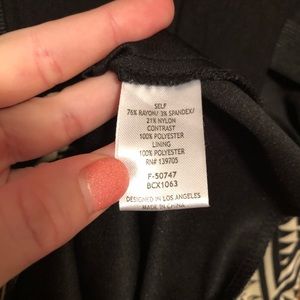 SELF
76% RAYON/ 3% SPANDEX/
21% NYLON
CONTRAST
100% POLYESTER
LINING
100% POLYESTER
RN# 139705
F-50747
BCX1063
DESIGNED IN LOS ANGELES
MADE IN CHINA